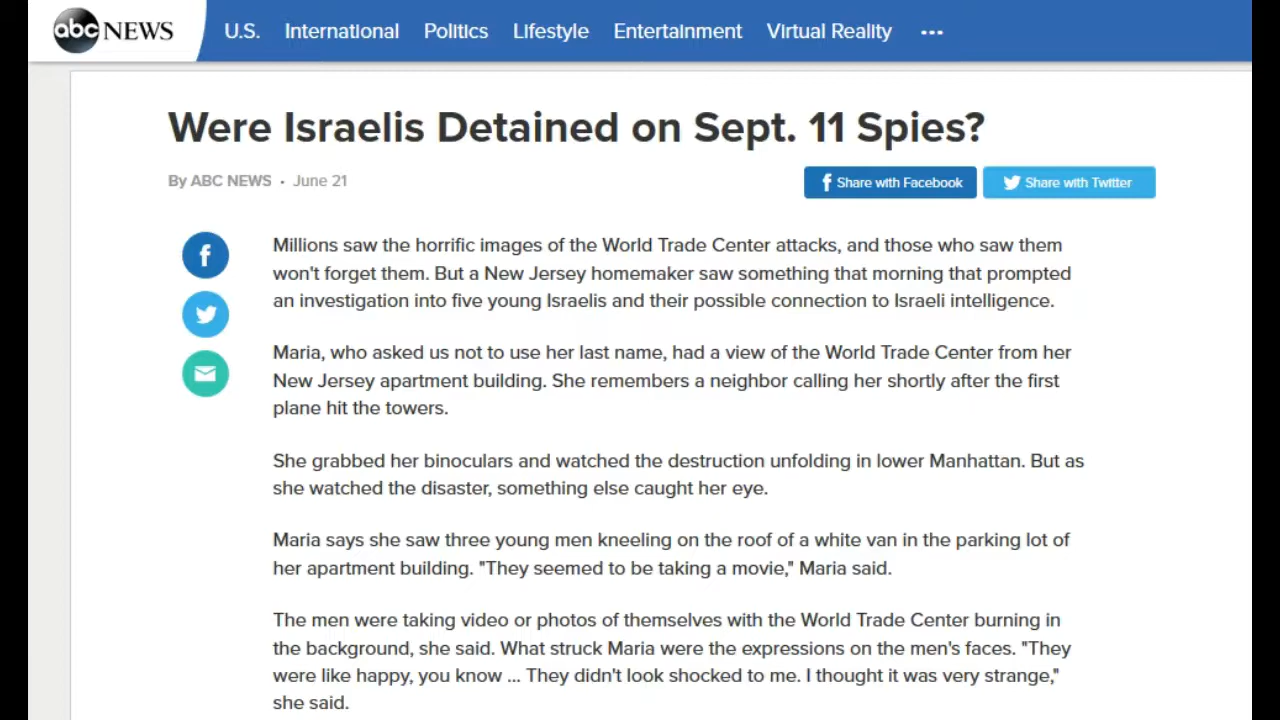 abc NEWS U.S. International Politics Lifestyle Entertainment Virtual Reality ...
Were Israelis Detained on Sept. 11 Spies?
By ABC NEWS • June 21
f Share with Facebook Share with Twitter
f
Millions saw the horrific images of the World Trade Center attacks, and those who saw them
won't forget them. But a New Jersey homemaker saw something that morning that prompted
an investigation into five young Israelis and their possible connection to Israeli intelligence.
Maria, who asked us not to use her last name, had a view of the World Trade Center from her
New Jersey apartment building. She remembers a neighbor calling her shortly after the first
plane hit the towers.
She grabbed her binoculars and watched the destruction unfolding in lower Manhattan. But as
she watched the disaster, something else caught her eye.
Maria says she saw three young men kneeling on the roof of a white van in the parking lot of
her apartment building. "They seemed to be taking a movie," Maria said.
The men were taking video or photos of themselves with the World Trade Center burning in
the background, she said. What struck Maria were the expressions on the men's faces. "They
were like happy, you know ... They didn't look shocked to me. I thought it was very strange,"
she said.